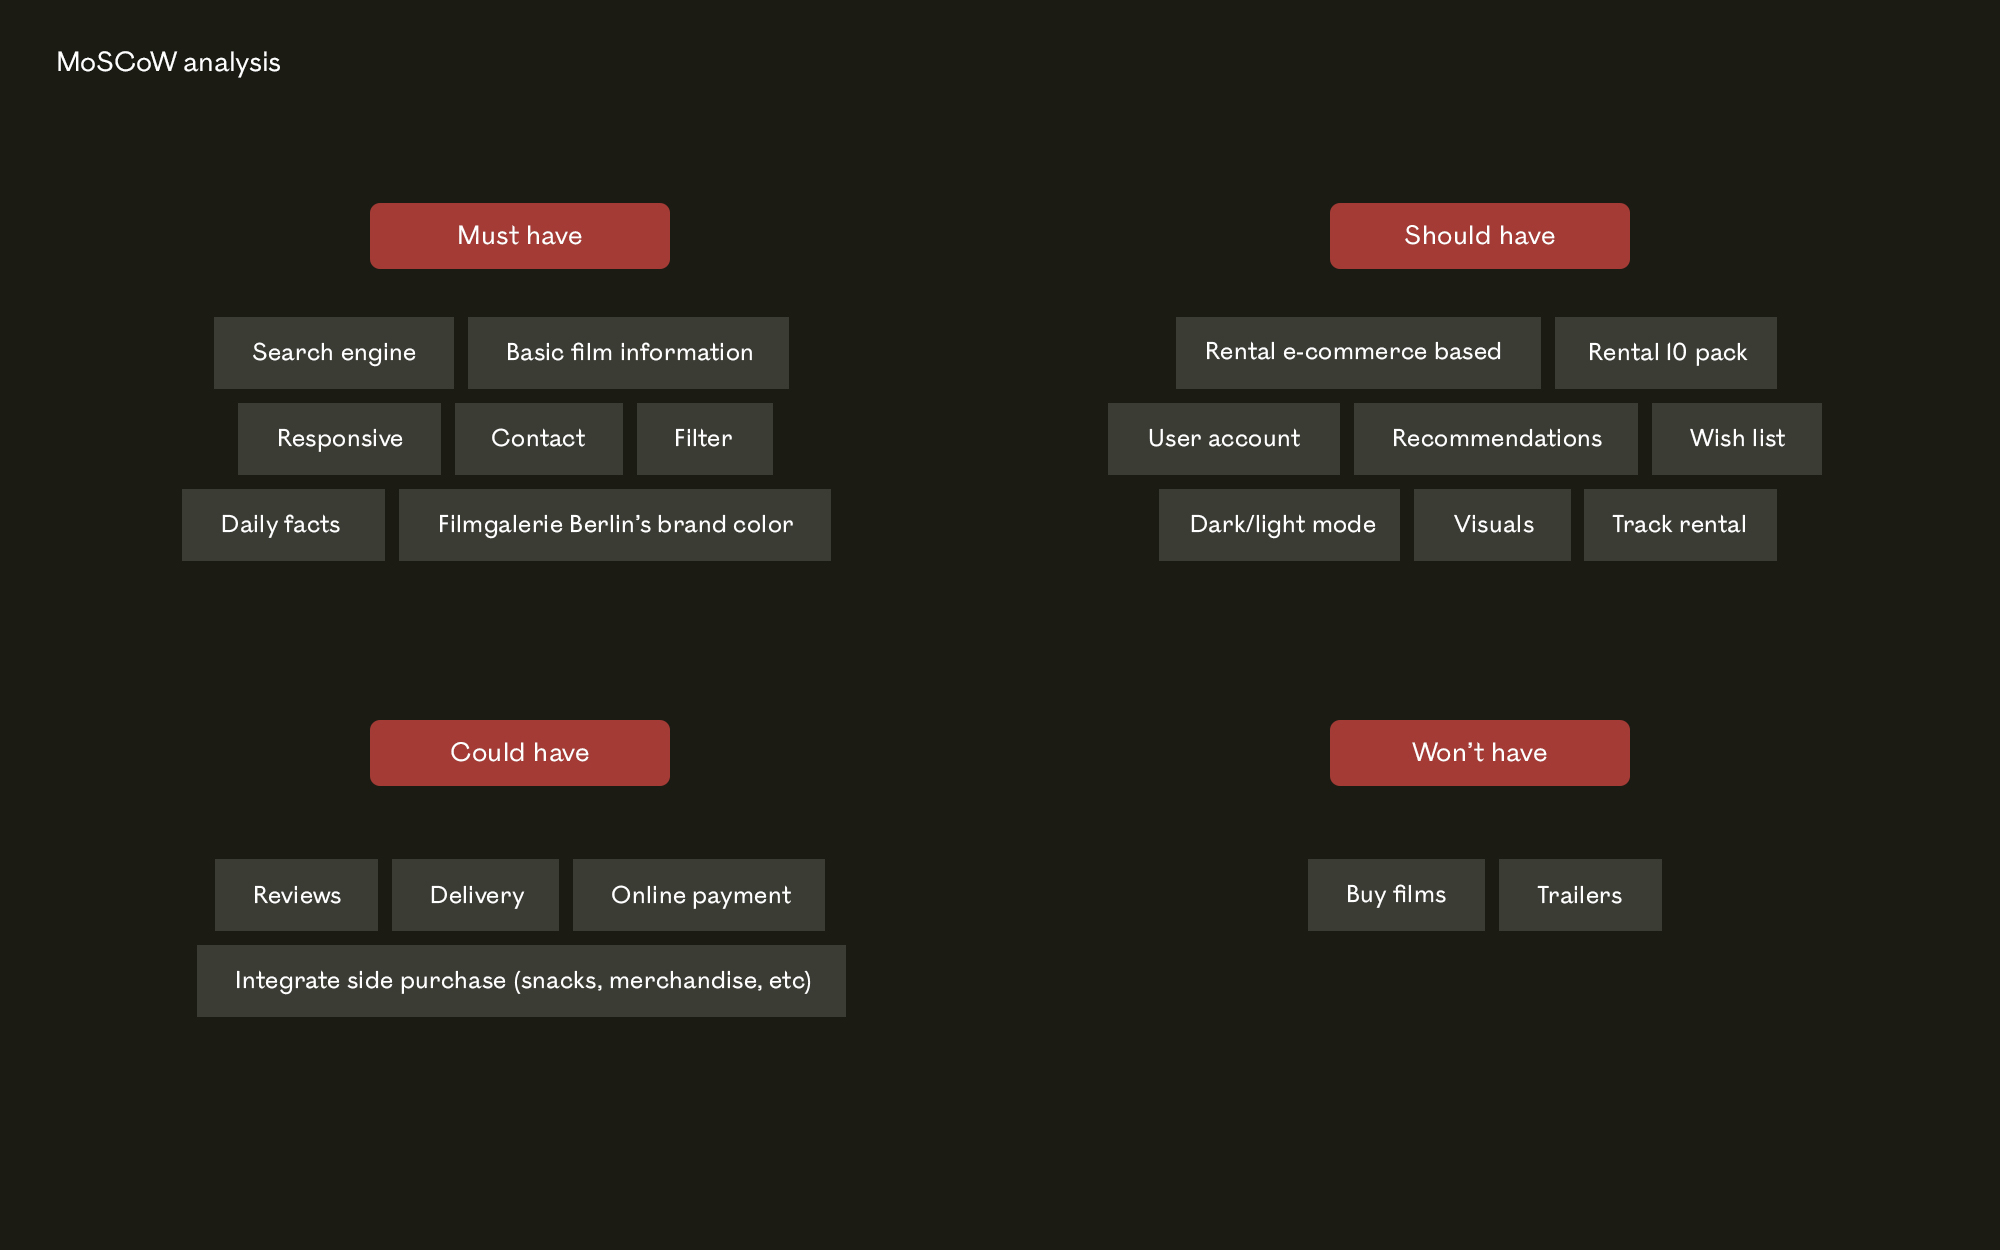 MoSCoW analysis
Must have
Search engine
Basic film information
Responsive
Contact
Filter
Daily facts
Filmgalerie Berlin's brand color
Should have
Rental e-commerce based
Rental 10 pack
User account
Recommendations
Wish list
Dark/light mode
Visuals
Track rental
Could have
Reviews
Delivery
Online payment
Integrate side purchase (snacks, merchandise, etc)
Won't have
Buy films
Trailers